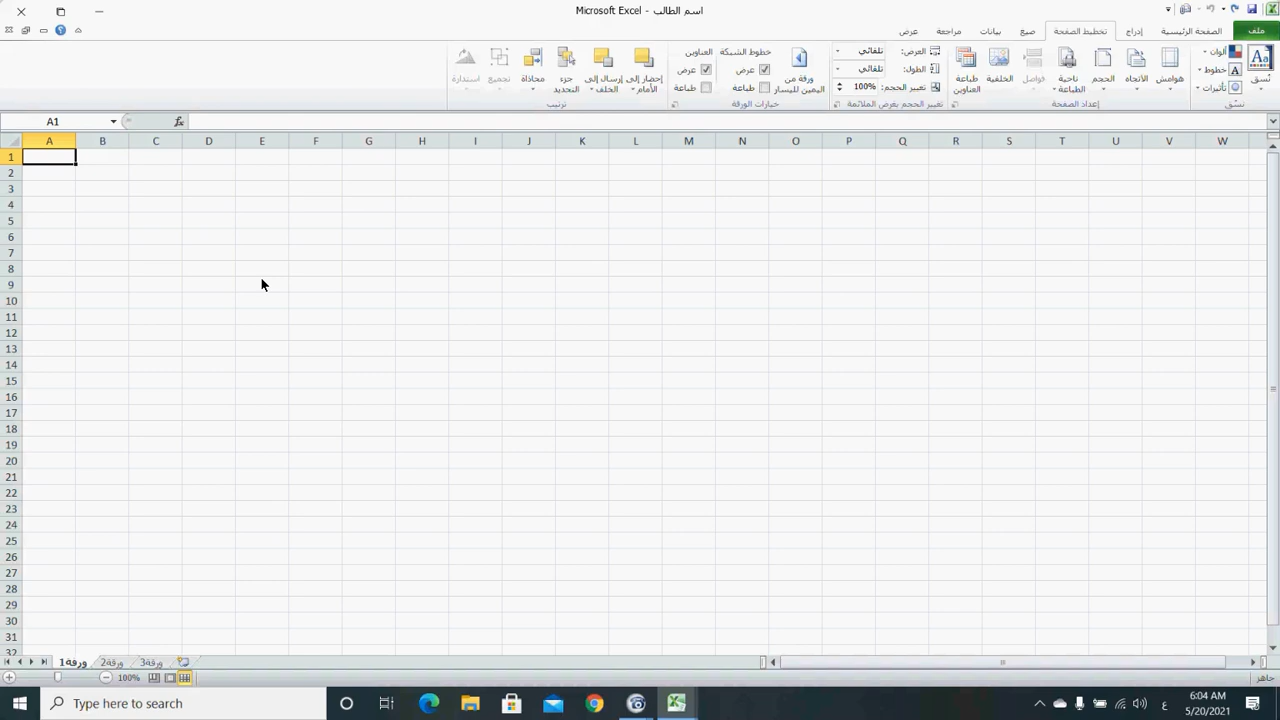 اسم الطالب - Microsoft Excel
ملف الصفحة الرئيسية إدراج تخطيط الصفحة صيغ بيانات مراجعة عرض
نُسق
ألوان
خطوط
تأثيرات
نسَق
هوامش
الاتجاه
الحجم
ناحية الطباعة
فواصل
الخلفية
طباعة العناوين
إعداد الصفحة
العرض: تلقائي
الطول: تلقائي
تغيير الحجم: 100%
تغيير الحجم بغرض الملائمة
ورقة من اليمين لليسار
خطوط الشبكة
عرض
طباعة
العناوين
عرض
طباعة
خيارات الورقة
إحضار إلى الأمام
إرسال إلى الخلف
جزء التحديد
محاذاة
تجميع
استدارة
ترتيب
A1 fx
A B C D E F G H I J K L M N O P Q R S T U V W
1
2
3
4
5
6
7
8
9
10
11
12
13
14
15
16
17
18
19
20
21
22
23
24
25
26
27
28
29
30
31
32
ورقة1 ورقة2 ورقة3
100% جاهز
Type here to search
ع
6:04 AM
5/20/2021